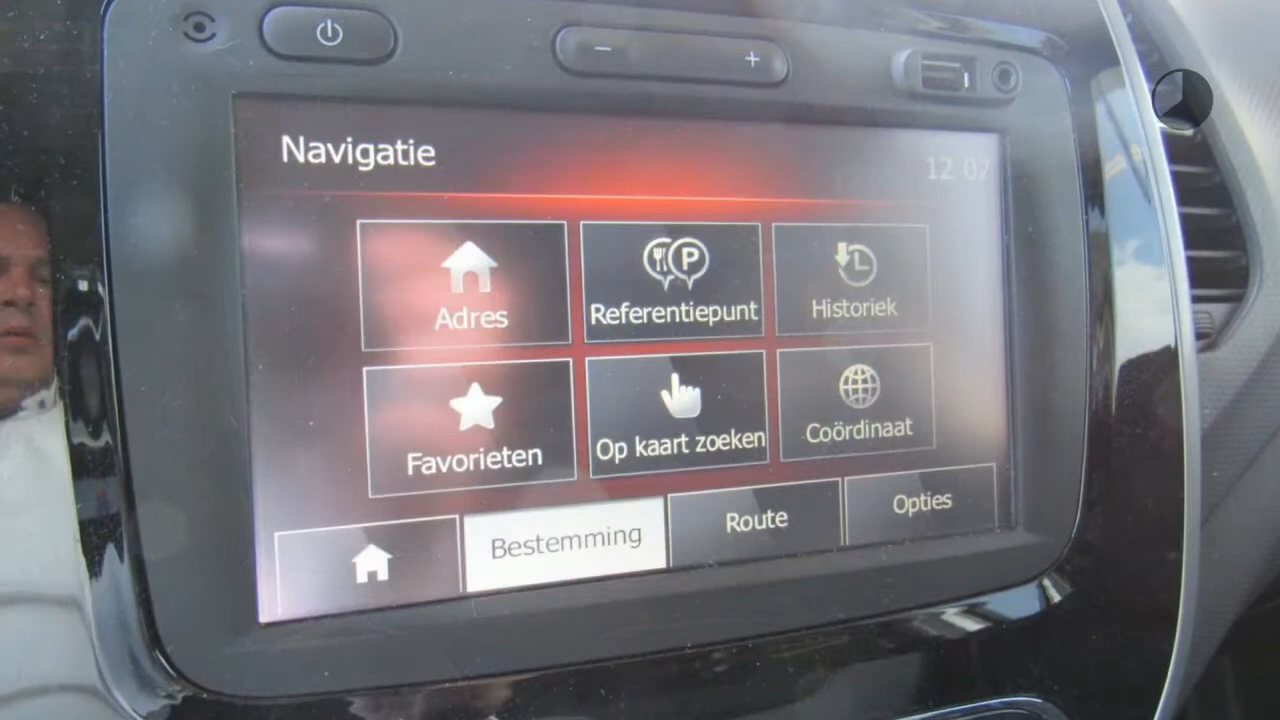 Navigatie
12 07
P
Adres
Referentiepunt
Historiek
Favorieten
Op kaart zoeken
Coördinaat
Bestemming
Route
Opties